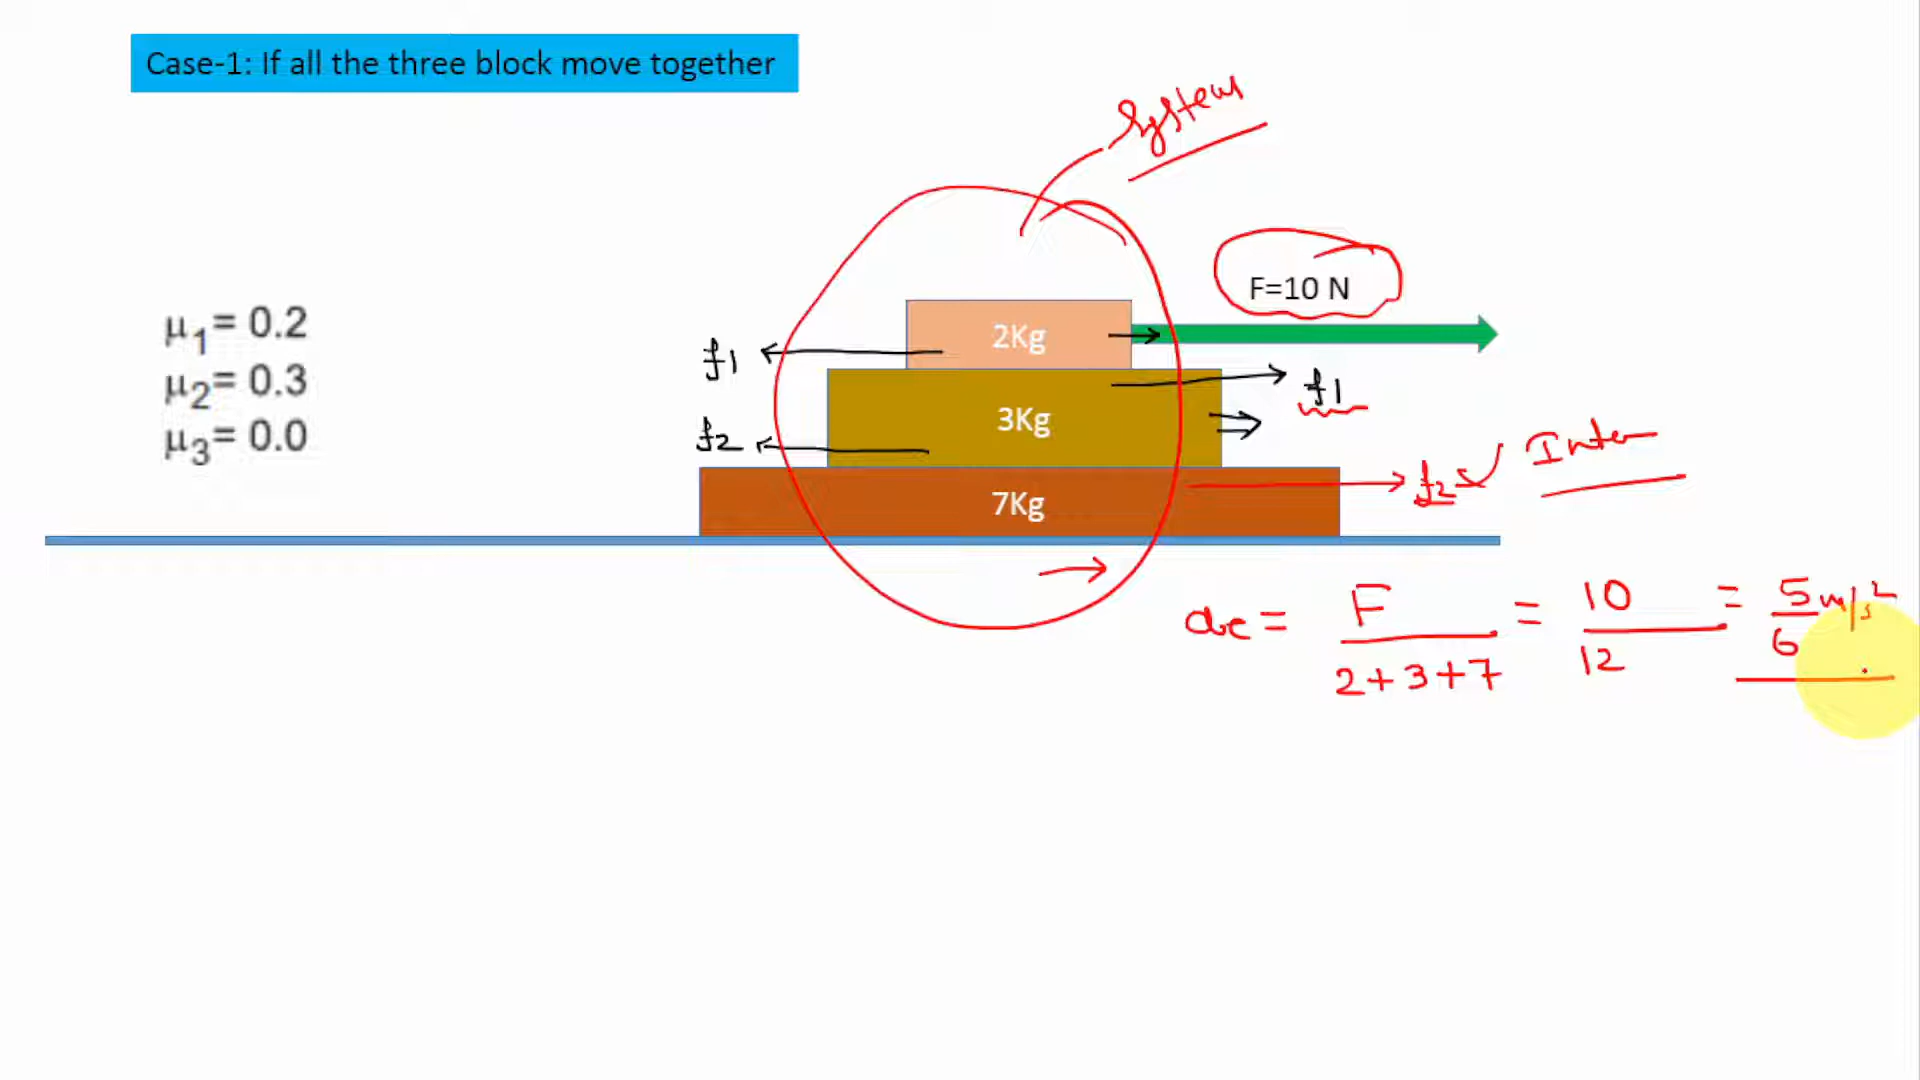 Case-1: If all the three block move together
System
F=10 N
μ1= 0.2
μ2= 0.3
μ3= 0.0
2Kg
f1
f1
3Kg
f2
Inter
f2
7Kg
ac = F/2+3+7 = 10/12 = 5/6 m/s2